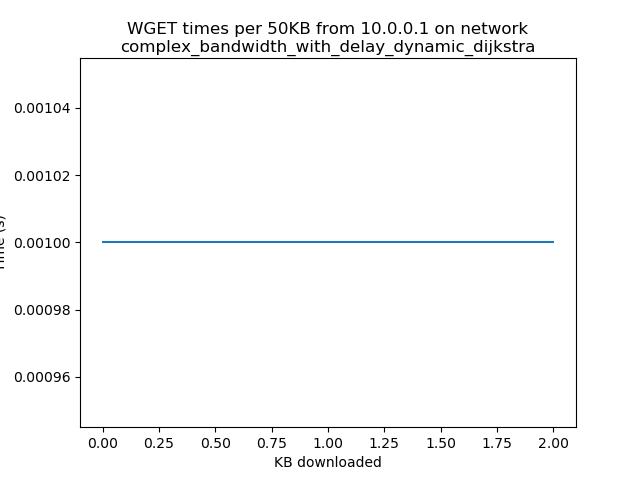 WGET times per 50KB from 10.0.0.1 on network
complex_bandwidth_with_delay_dynamic_dijkstra
0.00104
0.00102
0.00100
0.00098
0.00096
Time (s)
0.00 0.25 0.50 0.75 1.00 1.25 1.50 1.75 2.00
KB downloaded